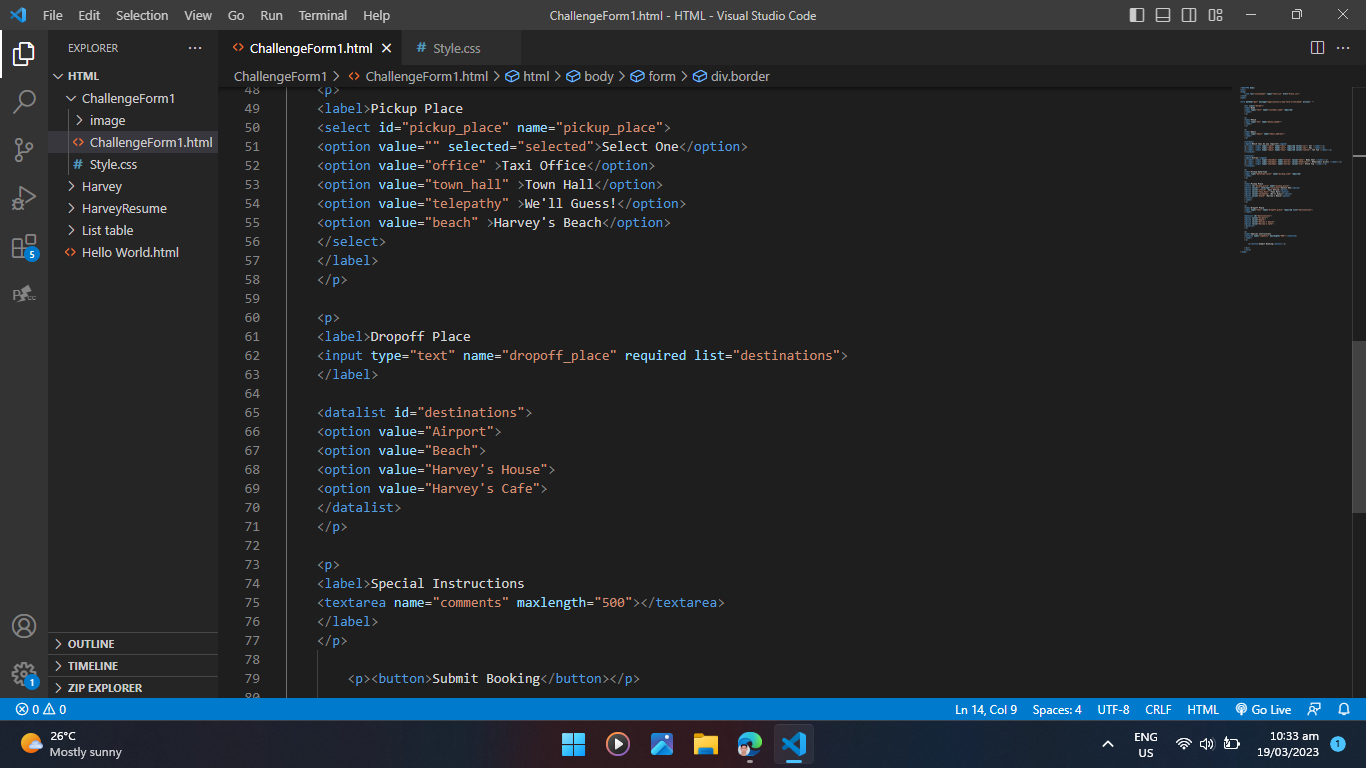 File Edit Selection View Go Run Terminal Help ChallengeForm1.html - HTML - Visual Studio Code
EXPLORER
HTML
ChallengeForm1
image
ChallengeForm1.html
Style.css
Harvey
HarveyResume
List table
Hello World.html
OUTLINE
TIMELINE
ZIP EXPLORER
5
1
ChallengeForm1.html Style.css
ChallengeForm1 > ChallengeForm1.html > html > body > form > div.border
48 <p>
49 <label>Pickup Place
50 <select id="pickup_place" name="pickup_place">
51 <option value="" selected="selected">Select One</option>
52 <option value="office" >Taxi Office</option>
53 <option value="town_hall" >Town Hall</option>
54 <option value="telepathy" >We'll Guess!</option>
55 <option value="beach" >Harvey's Beach</option>
56 </select>
57 </label>
58 </p>
59
60 <p>
61 <label>Dropoff Place
62 <input type="text" name="dropoff_place" required list="destinations">
63 </label>
64
65 <datalist id="destinations">
66 <option value="Airport">
67 <option value="Beach">
68 <option value="Harvey's House">
69 <option value="Harvey's Cafe">
70 </datalist>
71 </p>
72
73 <p>
74 <label>Special Instructions
75 <textarea name="comments" maxlength="500"></textarea>
76 </label>
77 </p>
78
79 <p><button>Submit Booking</button></p>
80
0 0 Ln 14, Col 9 Spaces: 4 UTF-8 CRLF HTML Go Live
26°C
Mostly sunny
ENG
US
10:33 am
19/03/2023
1